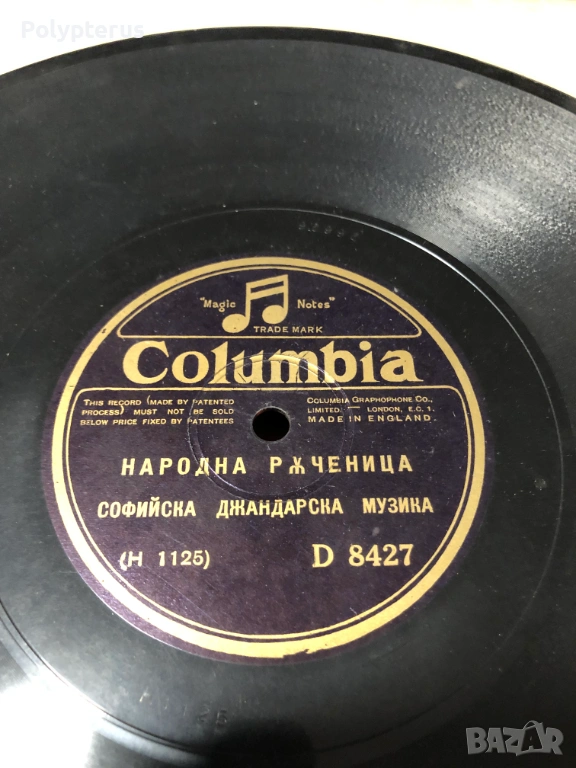 Polypterus
"Magic Notes"
TRADE MARK
Columbia
THIS RECORD (MADE BY PATENTED
PROCESS) MUST NOT BE SOLD
BELOW PRICE FIXED BY PATENTEES
COLUMBIA GRAPHOPHONE CO.,
LIMITED. — LONDON, E.C. 1.
MADE IN ENGLAND.
НАРОДНА РѪЧЕНИЦА
СОФИЙСКА ДЖАНДАРСКА МУЗИКА
(H 1125)
D 8427
BAZAR